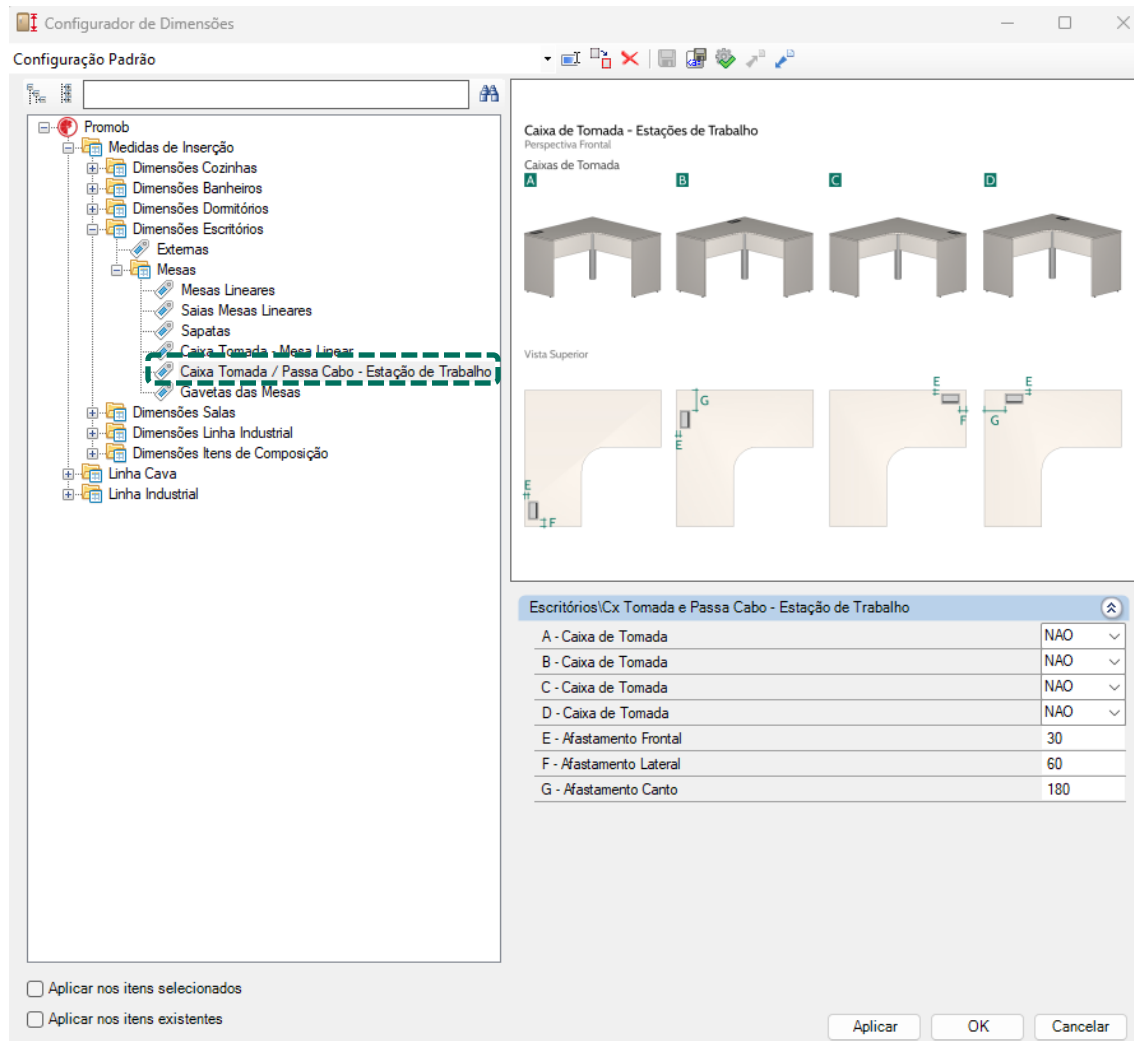 Configurador de Dimensões
Configuração Padrão
Promob
Medidas de Inserção
Dimensões Cozinhas
Dimensões Banheiros
Dimensões Dormitórios
Dimensões Escritórios
Externas
Mesas
Mesas Lineares
Saias Mesas Lineares
Sapatas
Caixa Tomada - Mesa Linear
Caixa Tomada / Passa Cabo - Estação de Trabalho
Gavetas das Mesas
Dimensões Salas
Dimensões Linha Industrial
Dimensões Itens de Composição
Linha Cava
Linha Industrial
Caixa de Tomada - Estações de Trabalho
Perspectiva Frontal
Caixas de Tomada
A B C D
Vista Superior
E F
G E
E F
G E
Escritórios\Cx Tomada e Passa Cabo - Estação de Trabalho
A - Caixa de Tomada NAO
B - Caixa de Tomada NAO
C - Caixa de Tomada NAO
D - Caixa de Tomada NAO
E - Afastamento Frontal 30
F - Afastamento Lateral 60
G - Afastamento Canto 180
Aplicar nos itens selecionados
Aplicar nos itens existentes
Aplicar OK Cancelar